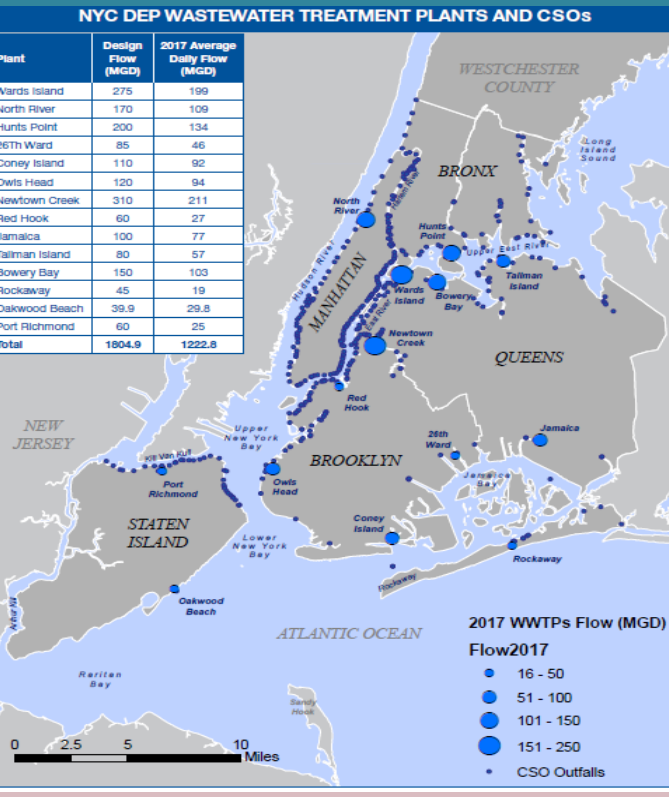 NYC DEP WASTEWATER TREATMENT PLANTS AND CSOs
Plant Design Flow (MGD) 2017 Average Daily Flow (MGD)
Wards Island 275 199
North River 170 109
Hunts Point 200 134
26Th Ward 85 46
Coney Island 110 92
Owls Head 120 94
Newtown Creek 310 211
Red Hook 60 27
Jamaica 100 77
Tallman Island 80 57
Bowery Bay 150 103
Rockaway 45 19
Oakwood Beach 39.9 29.8
Port Richmond 60 25
Total 1804.9 1222.8
WESTCHESTER
COUNTY
Long
Island
Sound
BRONX
Harlem River
North
River
Hunts
Point
Upper East River
Hudson River
MANHATTAN
Wards
Island
Bowery
Bay
Tallman
Island
East River
Newtown
Creek
QUEENS
Red
Hook
NEW
JERSEY
Upper
New York
Bay
26th
Ward
Jamaica
BROOKLYN
Kill Van Kull
Port
Richmond
Owls
Head
Jamaica
Bay
STATEN
ISLAND
Coney
Island
Lower
New York
Bay
Rockaway
Rockaway
Oakwood
Beach
Arthur Kill
ATLANTIC OCEAN
Raritan
Bay
Sandy
Hook
2017 WWTPs Flow (MGD)
Flow2017
16 - 50
51 - 100
101 - 150
151 - 250
CSO Outfalls
0 2.5 5 10
Miles